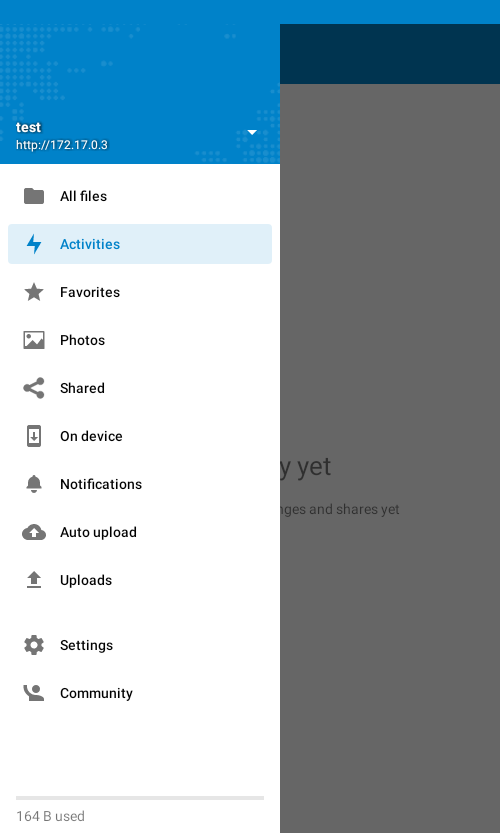 test
http://172.17.0.3
All files
Activities
Favorites
Photos
Shared
On device
Notifications
Auto upload
Uploads
Settings
Community
164 B used
yet
and shares yet